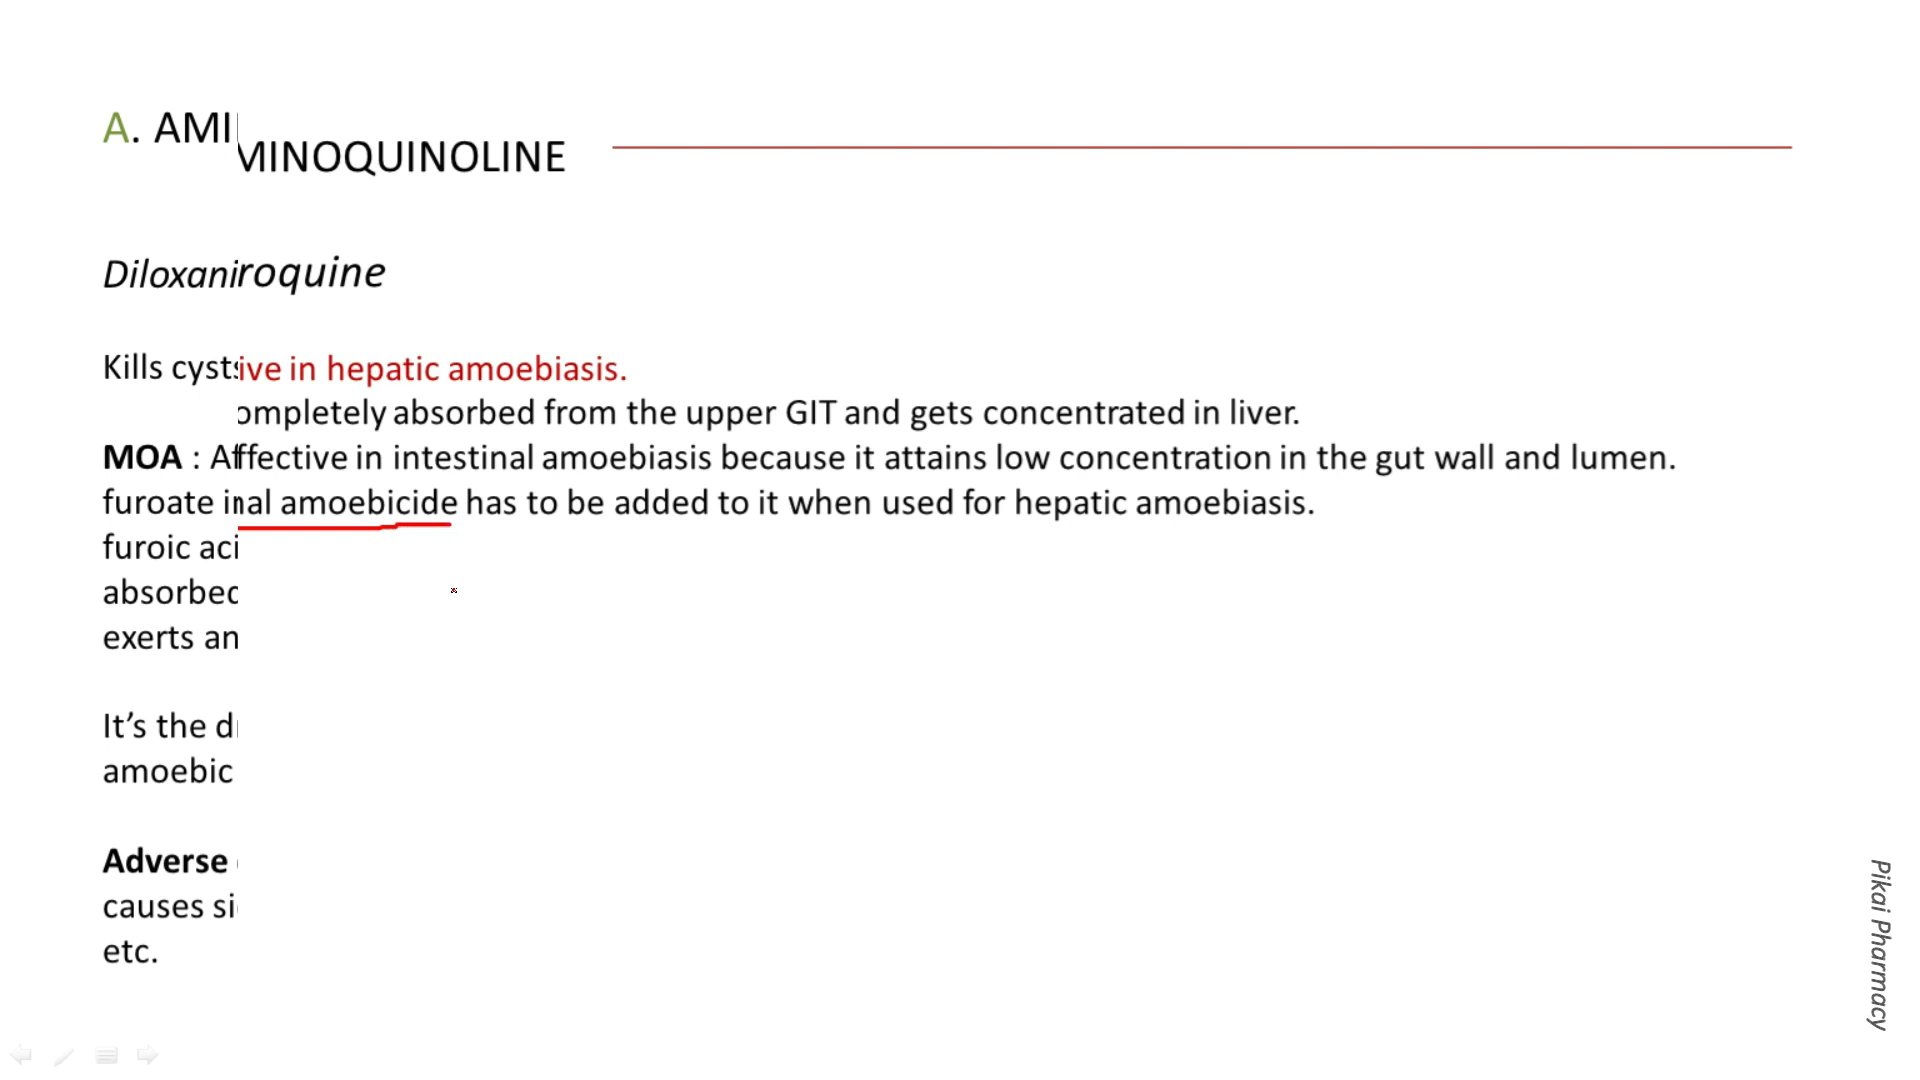 A. AMI
MINOQUINOLINE
Diloxaniroquine
Kills cysts
ive in hepatic amoebiasis.
ompletely absorbed from the upper GIT and gets concentrated in liver.
MOA : Affective in intestinal amoebiasis because it attains low concentration in the gut wall and lumen.
furoate inal amoebicide has to be added to it when used for hepatic amoebiasis.
furoic aci
absorbed
exerts an
It’s the d
amoebic
Adverse
causes si
etc.
Pikai Pharmacy